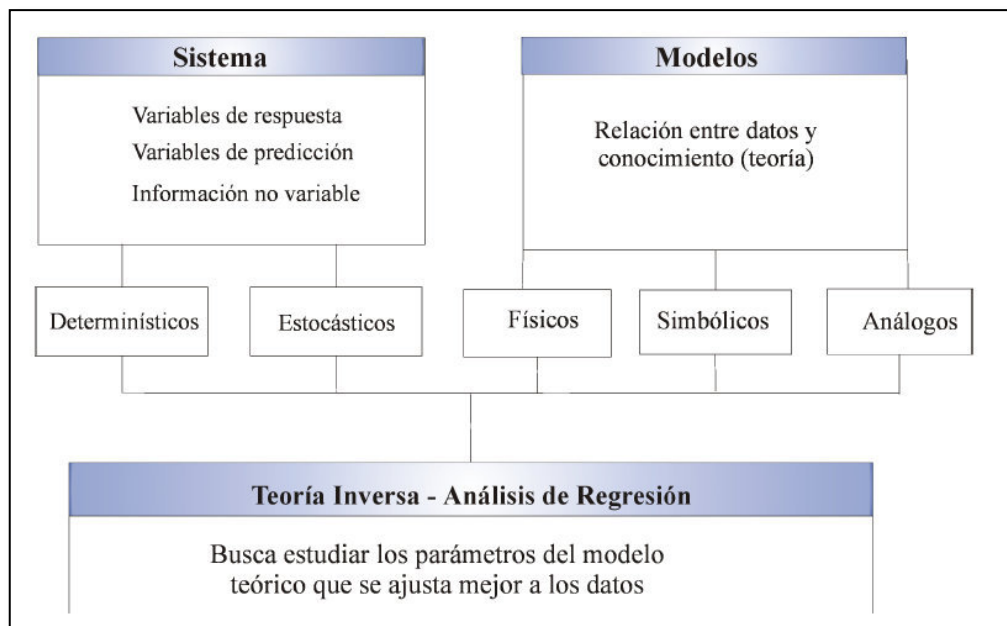 Sistema
Variables de respuesta
Variables de predicción
Información no variable
Modelos
Relación entre datos y
conocimiento (teoría)
Determinísticos
Estocásticos
Físicos
Simbólicos
Análogos
Teoría Inversa - Análisis de Regresión
Busca estudiar los parámetros del modelo
teórico que se ajusta mejor a los datos